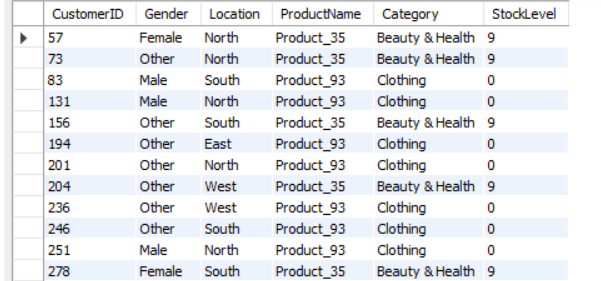 CustomerID Gender Location ProductName Category StockLevel
57 Female North Product_35 Beauty & Health 9
73 Other North Product_35 Beauty & Health 9
83 Male South Product_93 Clothing 0
131 Male North Product_93 Clothing 0
156 Other South Product_35 Beauty & Health 9
194 Other East Product_93 Clothing 0
201 Other North Product_93 Clothing 0
204 Other West Product_35 Beauty & Health 9
236 Other West Product_93 Clothing 0
246 Other South Product_93 Clothing 0
251 Male North Product_93 Clothing 0
278 Female South Product_35 Beauty & Health 9